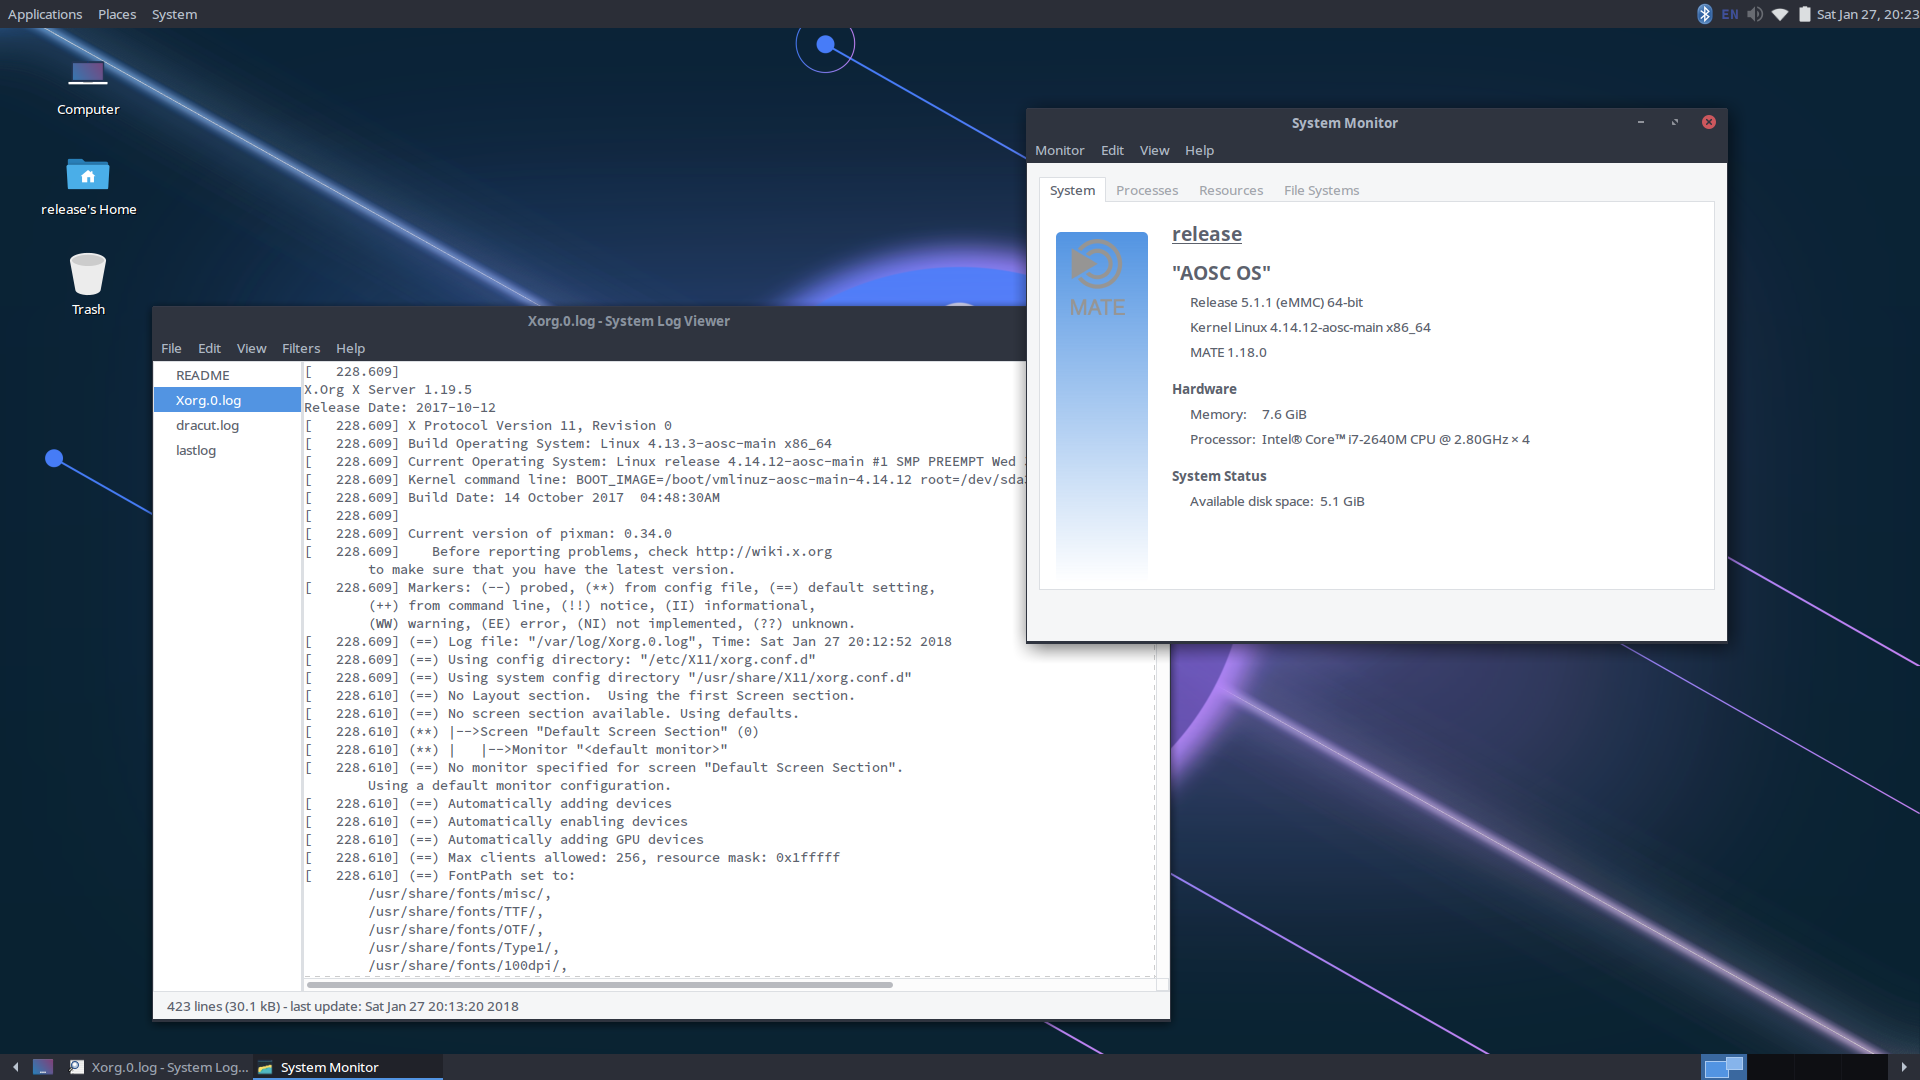 Applications Places System
EN Sat Jan 27, 20:23
Computer
release's Home
Trash
Xorg.0.log - System Log Viewer
File Edit View Filters Help
README
Xorg.0.log
dracut.log
lastlog
[   228.609]
X.Org X Server 1.19.5
Release Date: 2017-10-12
[   228.609] X Protocol Version 11, Revision 0
[   228.609] Build Operating System: Linux 4.13.3-aosc-main x86_64
[   228.609] Current Operating System: Linux release 4.14.12-aosc-main #1 SMP PREEMPT Wed
[   228.609] Kernel command line: BOOT_IMAGE=/boot/vmlinuz-aosc-main-4.14.12 root=/dev/sda
[   228.609] Build Date: 14 October 2017  04:48:30AM
[   228.609]
[   228.609] Current version of pixman: 0.34.0
[   228.609]    Before reporting problems, check http://wiki.x.org
        to make sure that you have the latest version.
[   228.609] Markers: (--) probed, (**) from config file, (==) default setting,
        (++) from command line, (!!) notice, (II) informational,
        (WW) warning, (EE) error, (NI) not implemented, (??) unknown.
[   228.609] (==) Log file: "/var/log/Xorg.0.log", Time: Sat Jan 27 20:12:52 2018
[   228.609] (==) Using config directory: "/etc/X11/xorg.conf.d"
[   228.609] (==) Using system config directory "/usr/share/X11/xorg.conf.d"
[   228.610] (==) No Layout section.  Using the first Screen section.
[   228.610] (==) No screen section available. Using defaults.
[   228.610] (**) |-->Screen "Default Screen Section" (0)
[   228.610] (**) |   |-->Monitor "<default monitor>"
[   228.610] (==) No monitor specified for screen "Default Screen Section".
        Using a default monitor configuration.
[   228.610] (==) Automatically adding devices
[   228.610] (==) Automatically enabling devices
[   228.610] (==) Automatically adding GPU devices
[   228.610] (==) Max clients allowed: 256, resource mask: 0x1fffff
[   228.610] (==) FontPath set to:
        /usr/share/fonts/misc/,
        /usr/share/fonts/TTF/,
        /usr/share/fonts/OTF/,
        /usr/share/fonts/Type1/,
        /usr/share/fonts/100dpi/,
423 lines (30.1 kB) - last update: Sat Jan 27 20:13:20 2018
System Monitor
Monitor Edit View Help
System Processes Resources File Systems
MATE
release
"AOSC OS"
Release 5.1.1 (eMMC) 64-bit
Kernel Linux 4.14.12-aosc-main x86_64
MATE 1.18.0
Hardware
Memory: 7.6 GiB
Processor: Intel® Core™ i7-2640M CPU @ 2.80GHz × 4
System Status
Available disk space: 5.1 GiB
Xorg.0.log - System Log... System Monitor